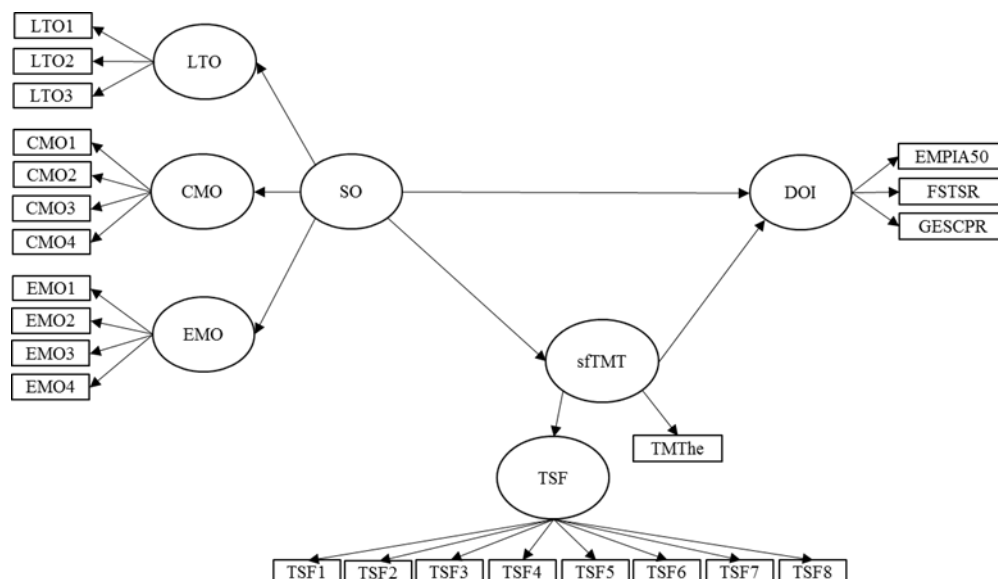 LTO1
LTO2
LTO3
LTO
CMO1
CMO2
CMO3
CMO4
CMO
SO
DOI
EMPIA50
FSTSR
GESCPR
EMO1
EMO2
EMO3
EMO4
EMO
sfTMT
TMThe
TSF
TSF1 TSF2 TSF3 TSF4 TSF5 TSF6 TSF7 TSF8